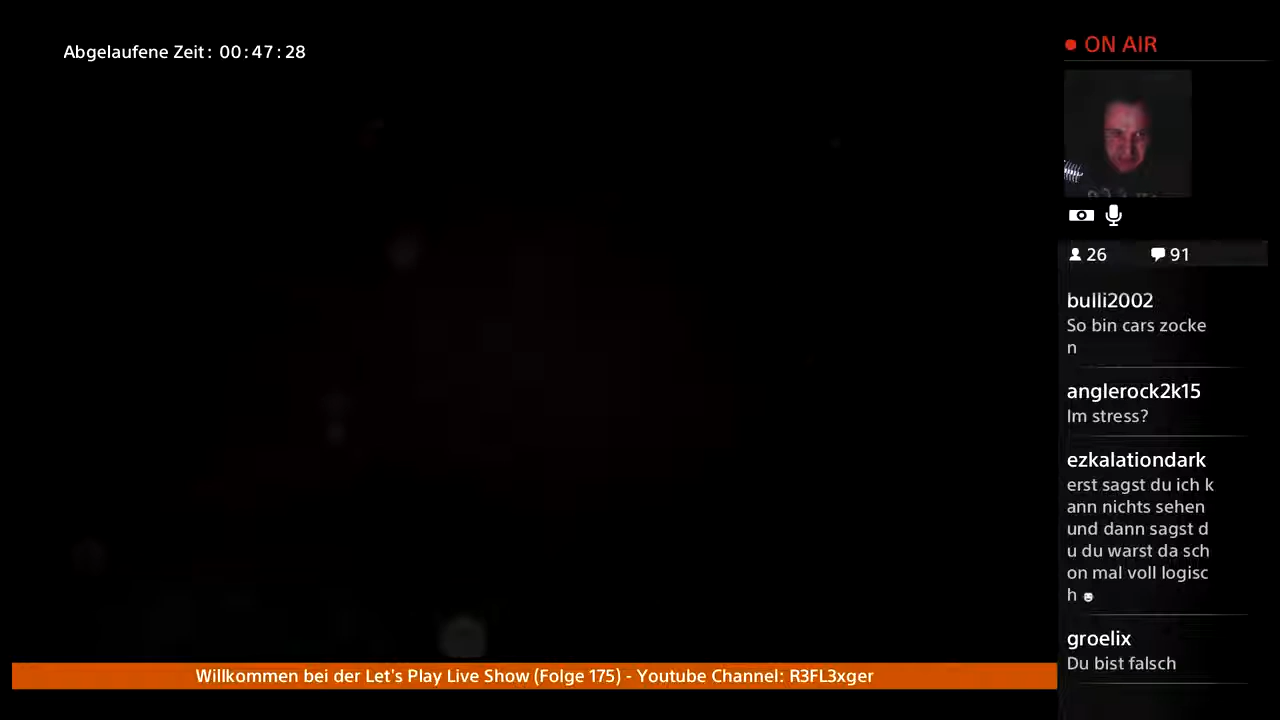 Abgelaufene Zeit: 00:47:28
ON AIR
26 91
bulli2002
So bin cars zocke
n
anglerock2k15
Im stress?
ezkalationdark
erst sagst du ich k
ann nichts sehen
und dann sagst d
u du warst da sch
on mal voll logisc
h
groelix
Du bist falsch
Willkommen bei der Let's Play Live Show (Folge 175) - Youtube Channel: R3FL3xger